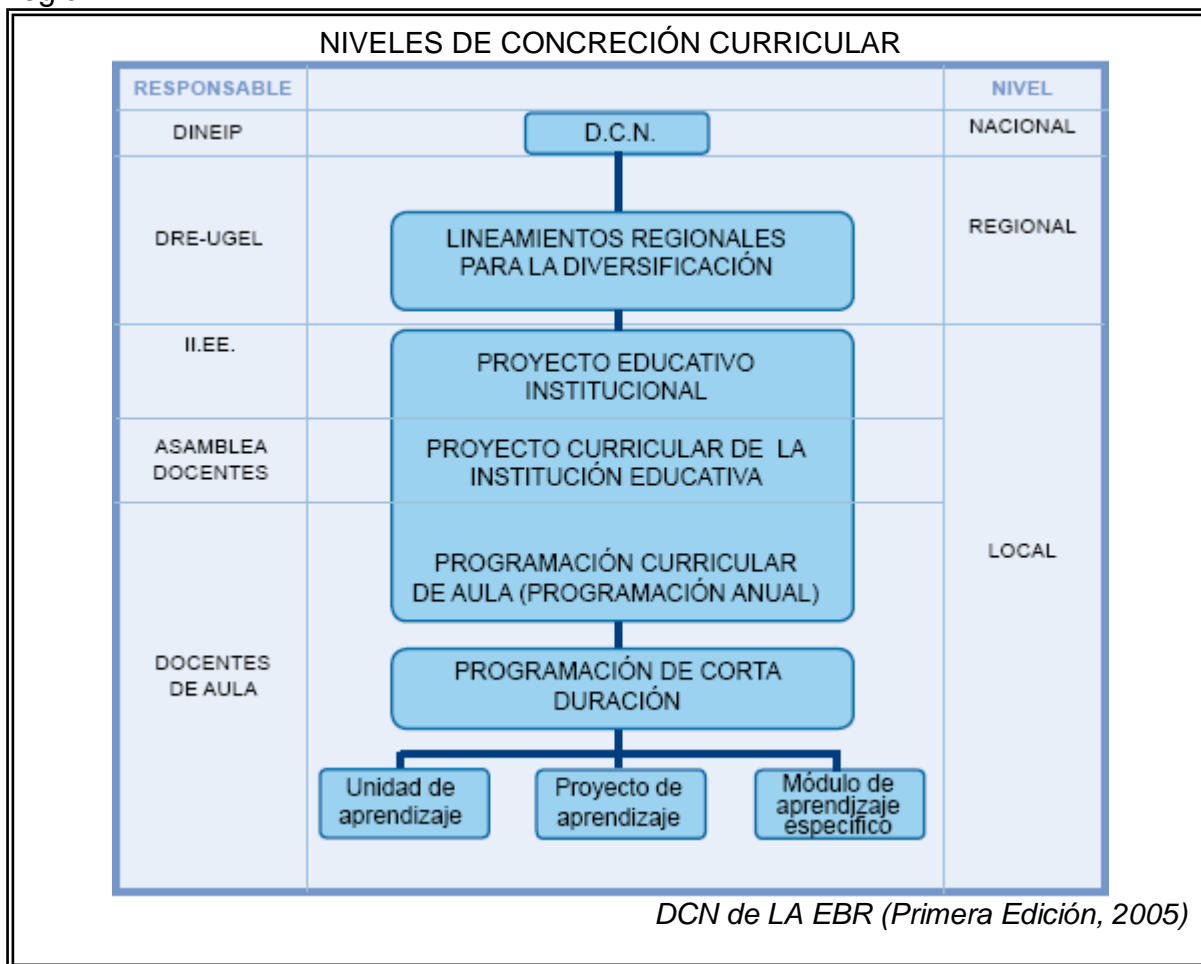 NIVELES DE CONCRECIÓN CURRICULAR
RESPONSABLE
NIVEL
DINEIP
D.C.N.
NACIONAL
DRE-UGEL
LINEAMIENTOS REGIONALES
PARA LA DIVERSIFICACIÓN
REGIONAL
II.EE.
PROYECTO EDUCATIVO
INSTITUCIONAL
ASAMBLEA
DOCENTES
PROYECTO CURRICULAR DE LA
INSTITUCIÓN EDUCATIVA
LOCAL
PROGRAMACIÓN CURRICULAR
DE AULA (PROGRAMACIÓN ANUAL)
DOCENTES
DE AULA
PROGRAMACIÓN DE CORTA
DURACIÓN
Unidad de
aprendizaje
Proyecto de
aprendizaje
Módulo de
aprendizaje
específico
DCN de LA EBR (Primera Edición, 2005)